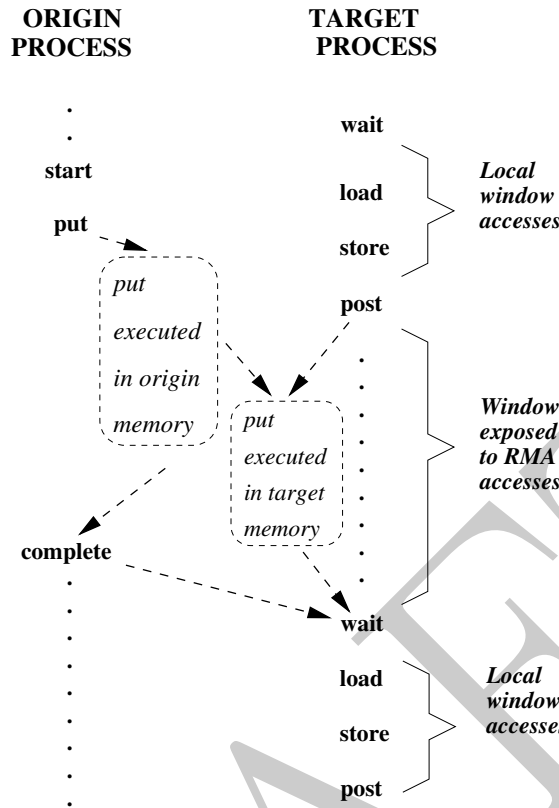 ORIGIN
PROCESS
TARGET
PROCESS
wait
start
load
put
store
Local
window
accesses
put
executed
in origin
memory
post
put
executed
in target
memory
Window
exposed
to RMA
accesses
complete
wait
load
store
post
Local
window
accesses